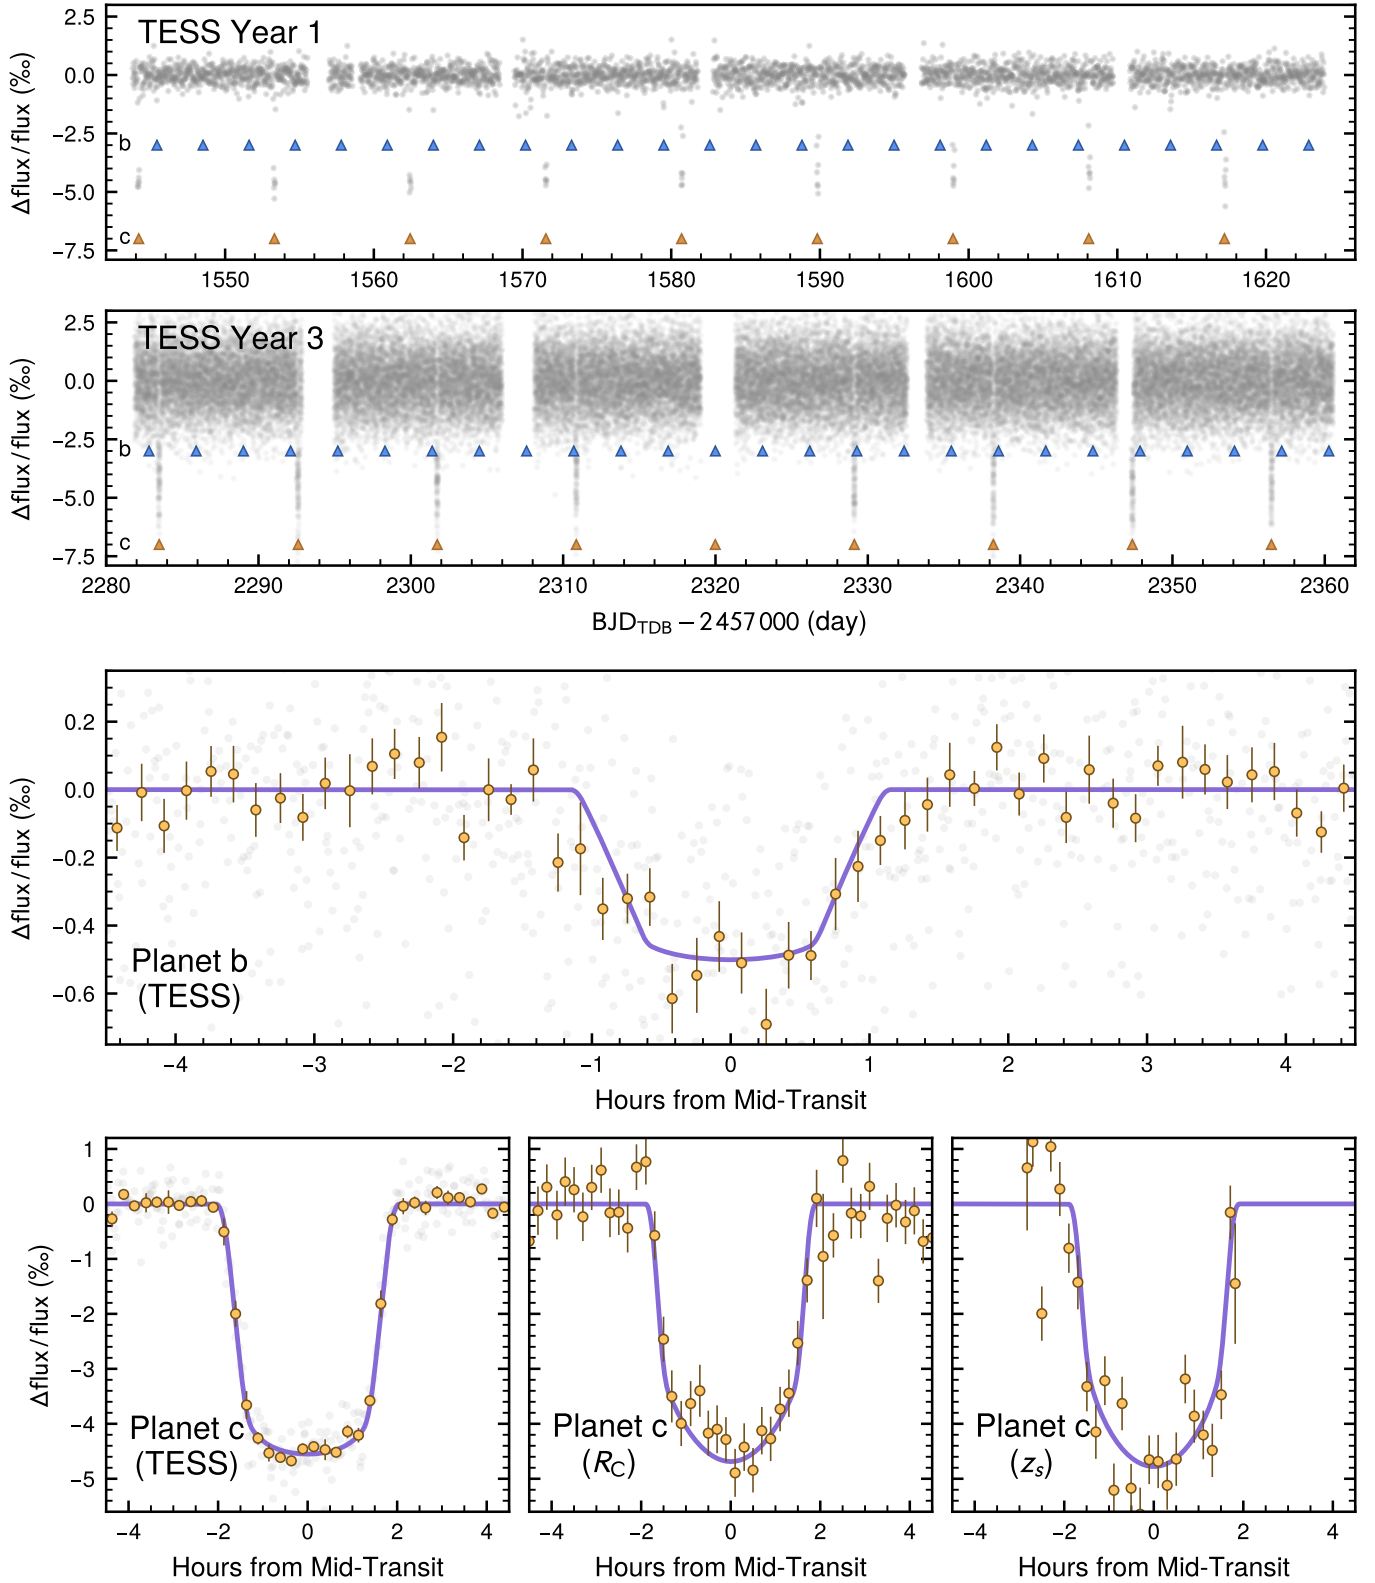 TESS Year 1
Δflux / flux (‰)
2.5
0.0
−2.5
−5.0
−7.5
b
c
1550
1560
1570
1580
1590
1600
1610
1620
TESS Year 3
Δflux / flux (‰)
2.5
0.0
−2.5
−5.0
−7.5
b
c
2280
2290
2300
2310
2320
2330
2340
2350
2360
BJD_TDB − 2 457 000 (day)
Δflux / flux (‰)
0.2
0.0
−0.2
−0.4
−0.6
Planet b
(TESS)
−4
−3
−2
−1
0
1
2
3
4
Hours from Mid-Transit
Δflux / flux (‰)
1
0
−1
−2
−3
−4
−5
Planet c
(TESS)
−4
−2
0
2
4
Hours from Mid-Transit
Planet c
(R_C)
−4
−2
0
2
4
Hours from Mid-Transit
Planet c
(z_s)
−4
−2
0
2
4
Hours from Mid-Transit